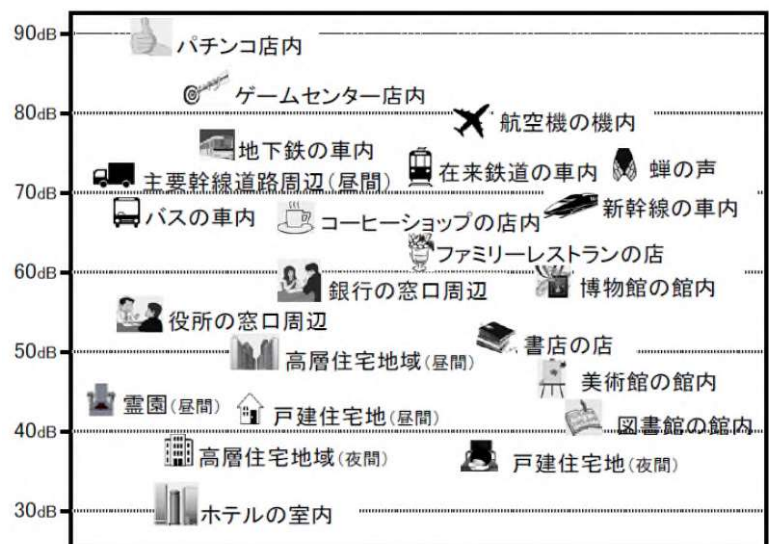 90dB
パチンコ店内
ゲームセンター店内
80dB
航空機の機内
地下鉄の車内
在来鉄道の車内
蝉の声
主要幹線道路周辺(昼間)
70dB
バスの車内
コーヒーショップの店内
新幹線の車内
ファミリーレストランの店
60dB
銀行の窓口周辺
博物館の館内
役所の窓口周辺
50dB
高層住宅地域(昼間)
書店の店
美術館の館内
霊園(昼間)
戸建住宅地(昼間)
図書館の館内
40dB
高層住宅地域(夜間)
戸建住宅地(夜間)
30dB
ホテルの室内